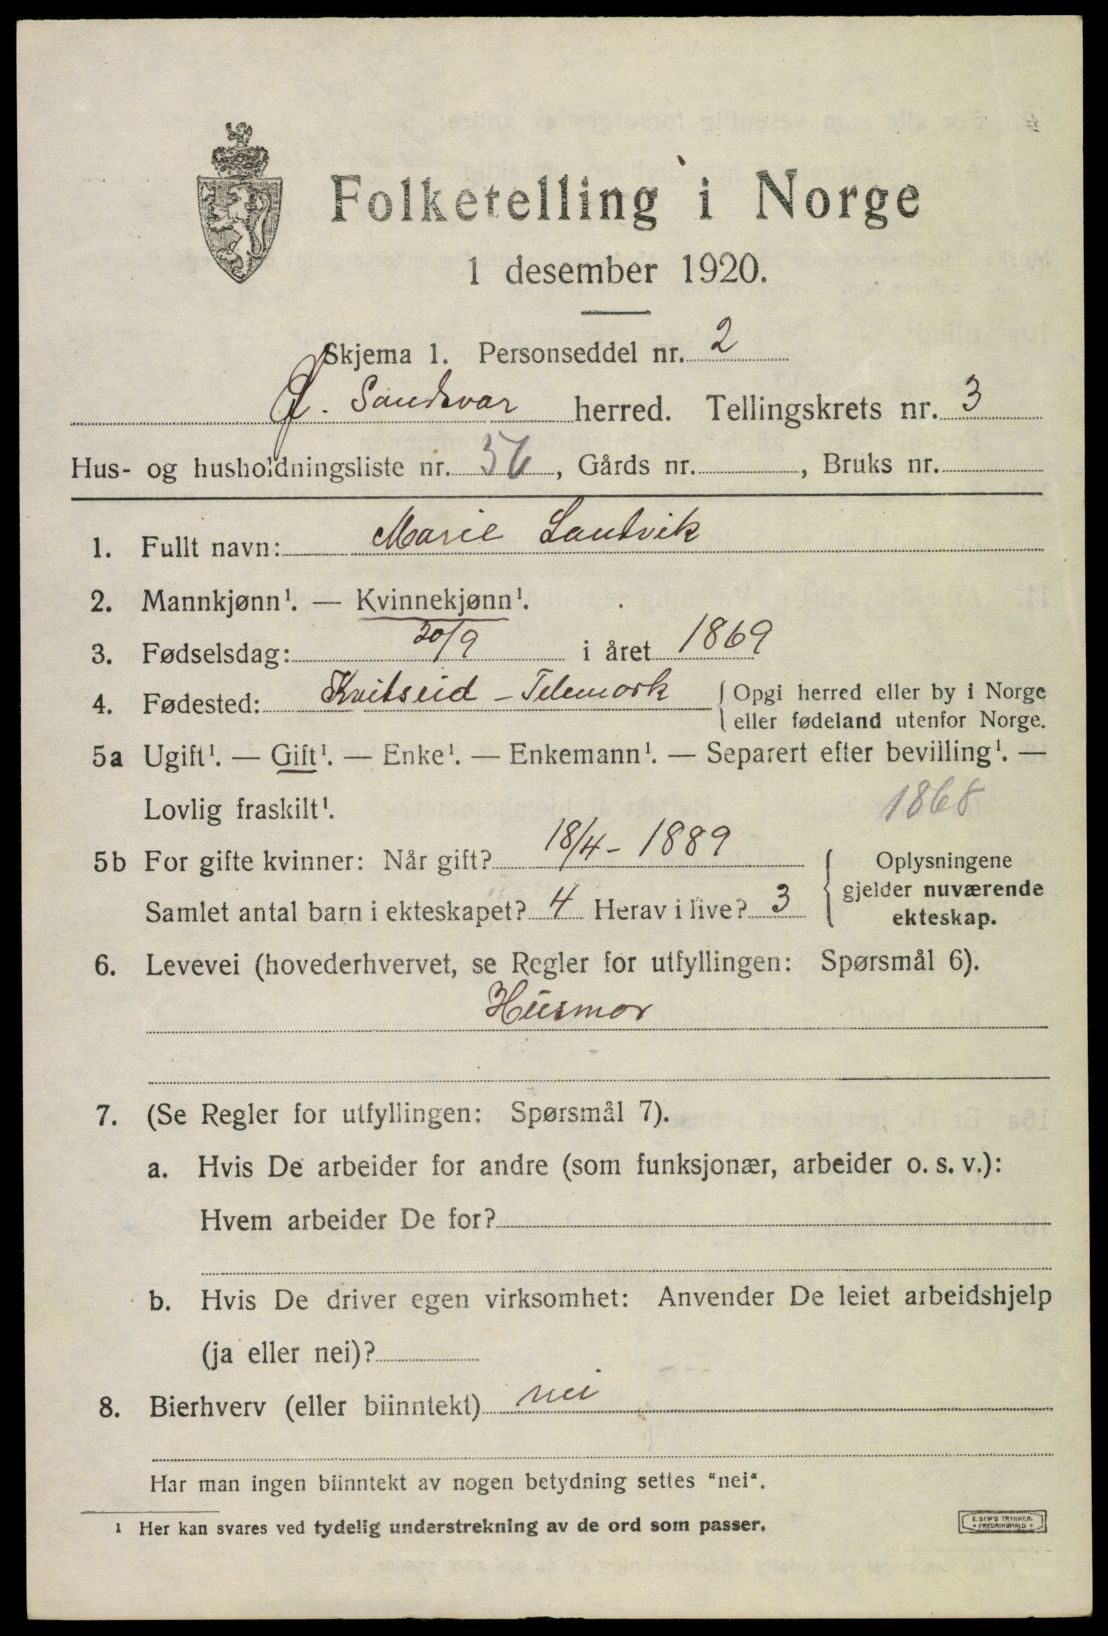 Folketelling i Norge
1 desember 1920.
Skjema 1. Personseddel nr. 2
Ø. Sandsvær herred. Tellingskrets nr. 3
Hus- og husholdningsliste nr. 56, Gårds nr. , Bruks nr.
1. Fullt navn: Marie Sandvik
2. Mannkjønn¹. — Kvinnekjønn¹.
3. Fødselsdag: 20/9 i året 1869
4. Fødested: Kvitseid - Telemark { Opgi herred eller by i Norge
eller fødeland utenfor Norge.
5a Ugift¹. — Gift¹. — Enke¹. — Enkemann¹. — Separert efter bevilling¹. —
Lovlig fraskilt¹. 1868
5b For gifte kvinner: Når gift? 18/4 - 1889 Oplysningene
gjelder nuværende
Samlet antal barn i ekteskapet? 4 Herav i live? 3 ekteskap.
6. Levevei (hovederhvervet, se Regler for utfyllingen: Spørsmål 6).
Husmor
7. (Se Regler for utfyllingen: Spørsmål 7).
a. Hvis De arbeider for andre (som funksjonær, arbeider o. s. v.):
Hvem arbeider De for?
b. Hvis De driver egen virksomhet: Anvender De leiet arbeidshjelp
(ja eller nei)?
8. Bierhverv (eller biinntekt) nei
Har man ingen biinntekt av nogen betydning settes "nei".
¹ Her kan svares ved tydelig understrekning av de ord som passer.
E. SEM'S TRYKKERI
FREDRIKSHALD